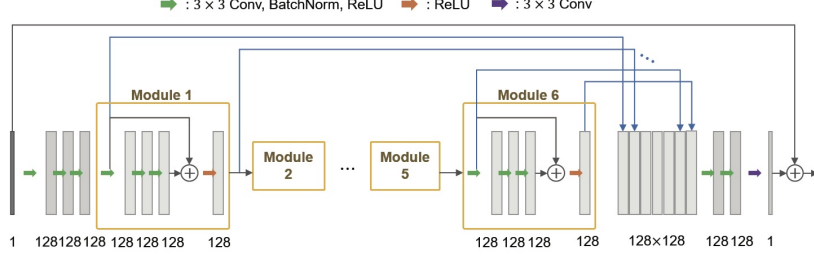 : 3 × 3 Conv, BatchNorm, ReLU : ReLU : 3 × 3 Conv
Module 1
Module 6
Module 2
...
Module 5
1 128 128 128 128 128 128 128 128 128 128 128 128×128 128 128 1